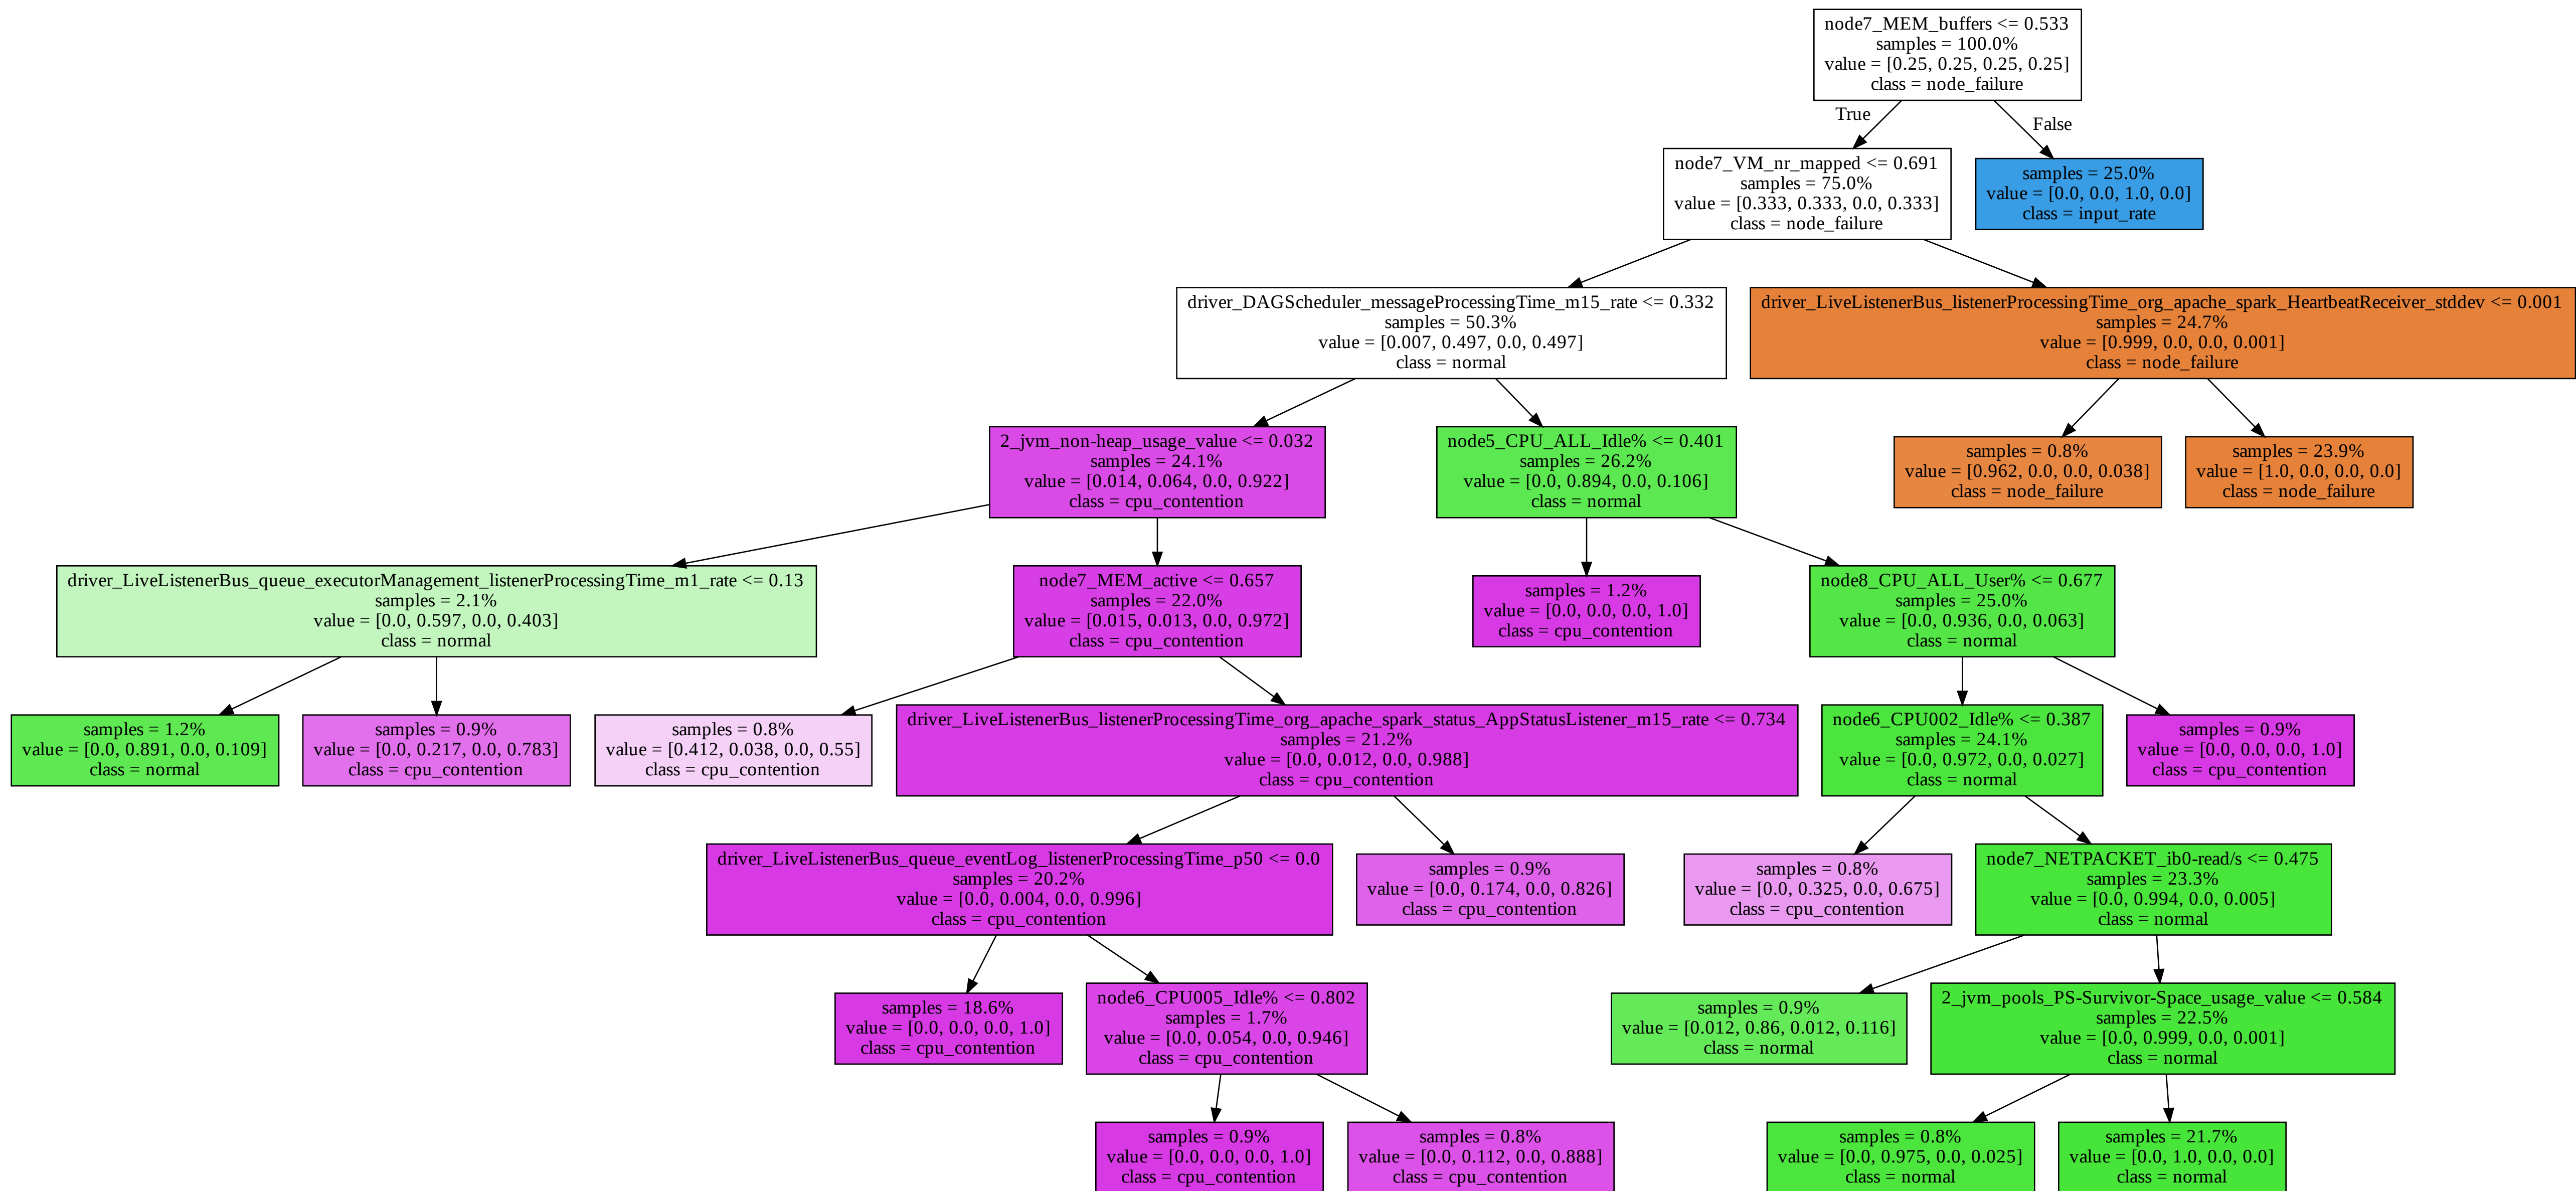 node7_MEM_buffers <= 0.533
samples = 100.0%
value = [0.25, 0.25, 0.25, 0.25]
class = node_failure
True
False
node7_VM_nr_mapped <= 0.691
samples = 75.0%
value = [0.333, 0.333, 0.0, 0.333]
class = node_failure
samples = 25.0%
value = [0.0, 0.0, 1.0, 0.0]
class = input_rate
driver_DAGScheduler_messageProcessingTime_m15_rate <= 0.332
samples = 50.3%
value = [0.007, 0.497, 0.0, 0.497]
class = normal
driver_LiveListenerBus_listenerProcessingTime_org_apache_spark_HeartbeatReceiver_stddev <= 0.001
samples = 24.7%
value = [0.999, 0.0, 0.0, 0.001]
class = node_failure
2_jvm_non-heap_usage_value <= 0.032
samples = 24.1%
value = [0.014, 0.064, 0.0, 0.922]
class = cpu_contention
node5_CPU_ALL_Idle% <= 0.401
samples = 26.2%
value = [0.0, 0.894, 0.0, 0.106]
class = normal
samples = 0.8%
value = [0.962, 0.0, 0.0, 0.038]
class = node_failure
samples = 23.9%
value = [1.0, 0.0, 0.0, 0.0]
class = node_failure
driver_LiveListenerBus_queue_executorManagement_listenerProcessingTime_m1_rate <= 0.13
samples = 2.1%
value = [0.0, 0.597, 0.0, 0.403]
class = normal
node7_MEM_active <= 0.657
samples = 22.0%
value = [0.015, 0.013, 0.0, 0.972]
class = cpu_contention
samples = 1.2%
value = [0.0, 0.0, 0.0, 1.0]
class = cpu_contention
node8_CPU_ALL_User% <= 0.677
samples = 25.0%
value = [0.0, 0.936, 0.0, 0.063]
class = normal
samples = 1.2%
value = [0.0, 0.891, 0.0, 0.109]
class = normal
samples = 0.9%
value = [0.0, 0.217, 0.0, 0.783]
class = cpu_contention
samples = 0.8%
value = [0.412, 0.038, 0.0, 0.55]
class = cpu_contention
driver_LiveListenerBus_listenerProcessingTime_org_apache_spark_status_AppStatusListener_m15_rate <= 0.734
samples = 21.2%
value = [0.0, 0.012, 0.0, 0.988]
class = cpu_contention
node6_CPU002_Idle% <= 0.387
samples = 24.1%
value = [0.0, 0.972, 0.0, 0.027]
class = normal
samples = 0.9%
value = [0.0, 0.0, 0.0, 1.0]
class = cpu_contention
driver_LiveListenerBus_queue_eventLog_listenerProcessingTime_p50 <= 0.0
samples = 20.2%
value = [0.0, 0.004, 0.0, 0.996]
class = cpu_contention
samples = 0.9%
value = [0.0, 0.174, 0.0, 0.826]
class = cpu_contention
samples = 0.8%
value = [0.0, 0.325, 0.0, 0.675]
class = cpu_contention
node7_NETPACKET_ib0-read/s <= 0.475
samples = 23.3%
value = [0.0, 0.994, 0.0, 0.005]
class = normal
samples = 18.6%
value = [0.0, 0.0, 0.0, 1.0]
class = cpu_contention
node6_CPU005_Idle% <= 0.802
samples = 1.7%
value = [0.0, 0.054, 0.0, 0.946]
class = cpu_contention
samples = 0.9%
value = [0.012, 0.86, 0.012, 0.116]
class = normal
2_jvm_pools_PS-Survivor-Space_usage_value <= 0.584
samples = 22.5%
value = [0.0, 0.999, 0.0, 0.001]
class = normal
samples = 0.9%
value = [0.0, 0.0, 0.0, 1.0]
class = cpu_contention
samples = 0.8%
value = [0.0, 0.112, 0.0, 0.888]
class = cpu_contention
samples = 0.8%
value = [0.0, 0.975, 0.0, 0.025]
class = normal
samples = 21.7%
value = [0.0, 1.0, 0.0, 0.0]
class = normal